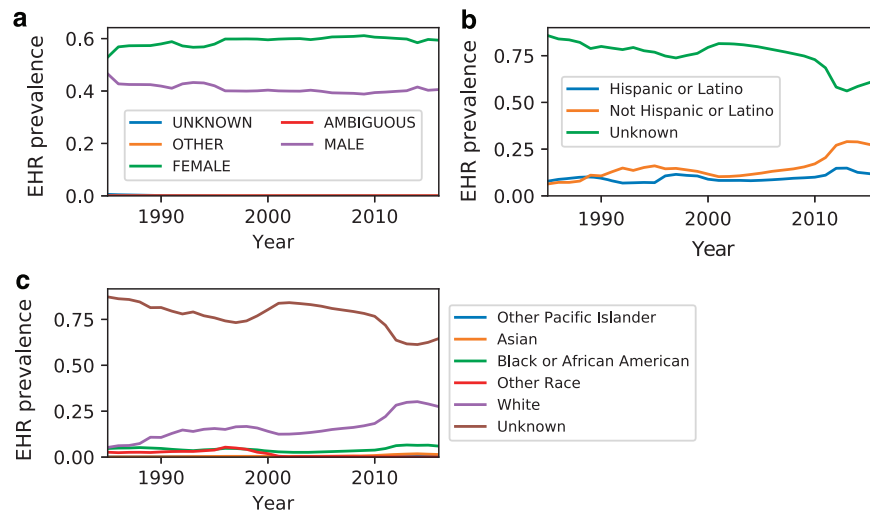 a
EHR prevalence
0.6
0.4
0.2
0.0
UNKNOWN
OTHER
FEMALE
AMBIGUOUS
MALE
1990
2000
2010
Year
b
EHR prevalence
0.75
0.50
0.25
0.00
Hispanic or Latino
Not Hispanic or Latino
Unknown
1990
2000
2010
Year
c
EHR prevalence
0.75
0.50
0.25
0.00
1990
2000
2010
Year
Other Pacific Islander
Asian
Black or African American
Other Race
White
Unknown